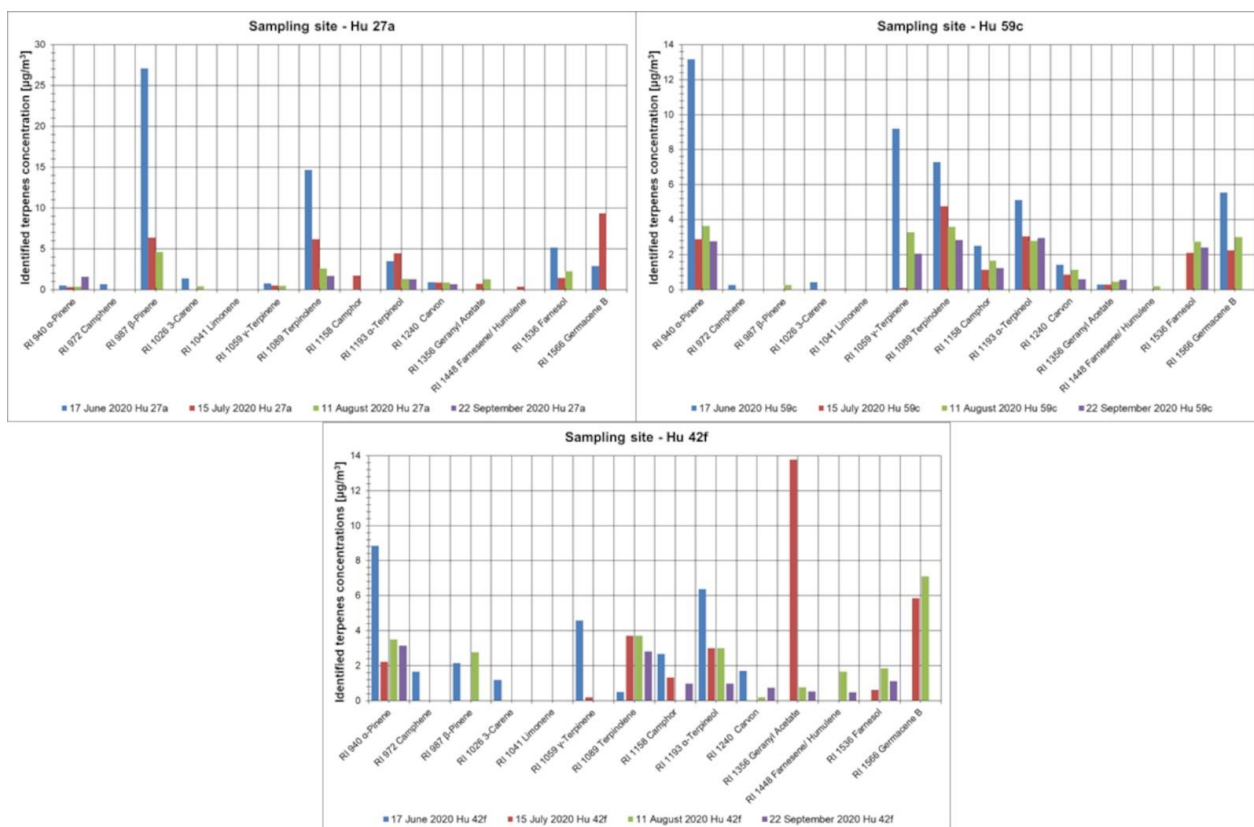 Sampling site - Hu 27a
Identified terpenes concentration [µg/m³]
30
25
20
15
10
5
0
RI 940 α-Pinene
RI 972 Camphene
RI 987 β-Pinene
RI 1026 3-Carene
RI 1041 Limonene
RI 1059 γ-Terpinene
RI 1089 Terpinolene
RI 1158 Camphor
RI 1193 α-Terpineol
RI 1240 Carvon
RI 1356 Geranyl Acetate
RI 1448 Farnesene/ Humulene
RI 1536 Farnesol
RI 1566 Germacene B
17 June 2020 Hu 27a 15 July 2020 Hu 27a 11 August 2020 Hu 27a 22 September 2020 Hu 27a
Sampling site - Hu 59c
Identified terpenes concentration [µg/m³]
14
12
10
8
6
4
2
0
RI 940 α-Pinene
RI 972 Camphene
RI 987 β-Pinene
RI 1026 3-Carene
RI 1041 Limonene
RI 1059 γ-Terpinene
RI 1089 Terpinolene
RI 1158 Camphor
RI 1193 α-Terpineol
RI 1240 Carvon
RI 1356 Geranyl Acetate
RI 1448 Farnesene/ Humulene
RI 1536 Farnesol
RI 1566 Germacene B
17 June 2020 Hu 59c 15 July 2020 Hu 59c 11 August 2020 Hu 59c 22 September 2020 Hu 59c
Sampling site - Hu 42f
Identified terpenes concentrations [µg/m³]
14
12
10
8
6
4
2
0
RI 940 α-Pinene
RI 972 Camphene
RI 987 β-Pinene
RI 1026 3-Carene
RI 1041 Limonene
RI 1059 γ-Terpinene
RI 1089 Terpinolene
RI 1158 Camphor
RI 1193 α-Terpineol
RI 1240 Carvon
RI 1356 Geranyl Acetate
RI 1448 Farnesene/ Humulene
RI 1536 Farnesol
RI 1566 Germacene B
17 June 2020 Hu 42f 15 July 2020 Hu 42f 11 August 2020 Hu 42f 22 September 2020 Hu 42f